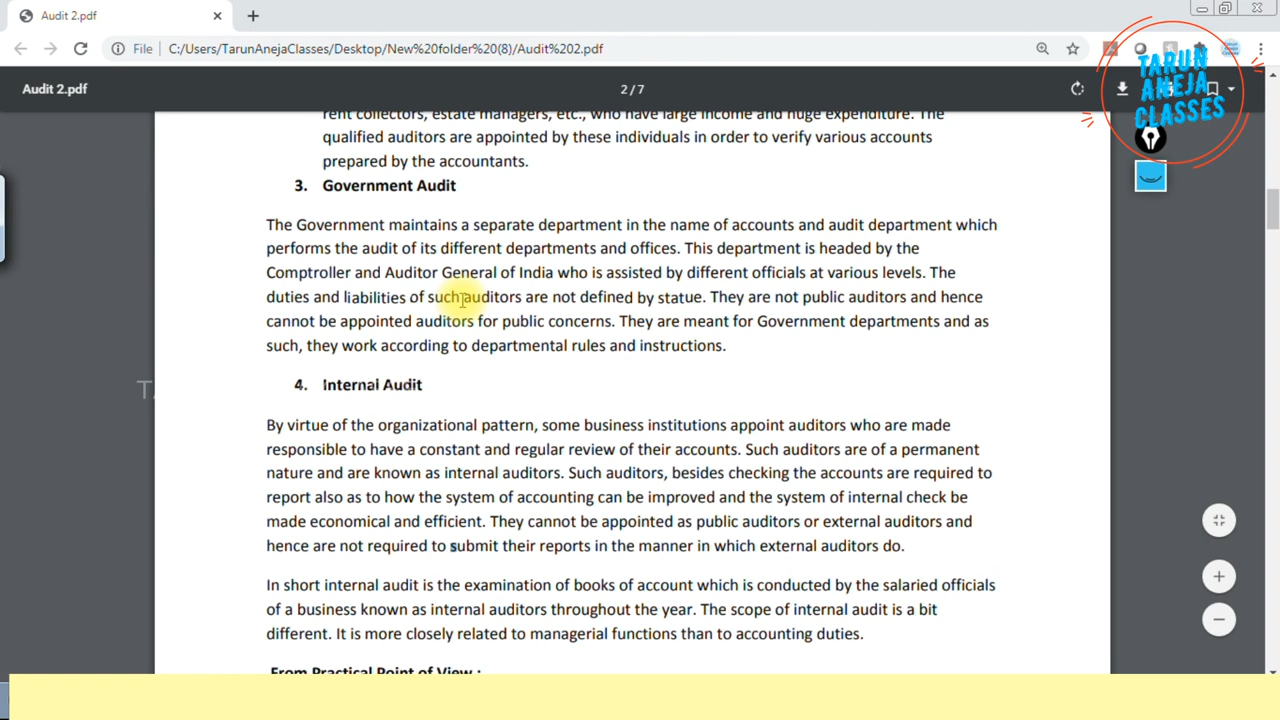 Audit 2.pdf
File
C:/Users/TarunAnejaClasses/Desktop/New%20folder%20(8)/Audit%202.pdf
Audit 2.pdf
2 / 7
TARUN
ANEJA
CLASSES
rent collectors, estate managers, etc., who have large income and huge expenditure. The
qualified auditors are appointed by these individuals in order to verify various accounts
prepared by the accountants.
3. Government Audit
The Government maintains a separate department in the name of accounts and audit department which
performs the audit of its different departments and offices. This department is headed by the
Comptroller and Auditor General of India who is assisted by different officials at various levels. The
duties and liabilities of such auditors are not defined by statue. They are not public auditors and hence
cannot be appointed auditors for public concerns. They are meant for Government departments and as
such, they work according to departmental rules and instructions.
4. Internal Audit
By virtue of the organizational pattern, some business institutions appoint auditors who are made
responsible to have a constant and regular review of their accounts. Such auditors are of a permanent
nature and are known as internal auditors. Such auditors, besides checking the accounts are required to
report also as to how the system of accounting can be improved and the system of internal check be
made economical and efficient. They cannot be appointed as public auditors or external auditors and
hence are not required to submit their reports in the manner in which external auditors do.
In short internal audit is the examination of books of account which is conducted by the salaried officials
of a business known as internal auditors throughout the year. The scope of internal audit is a bit
different. It is more closely related to managerial functions than to accounting duties.
From Practical Point of View :